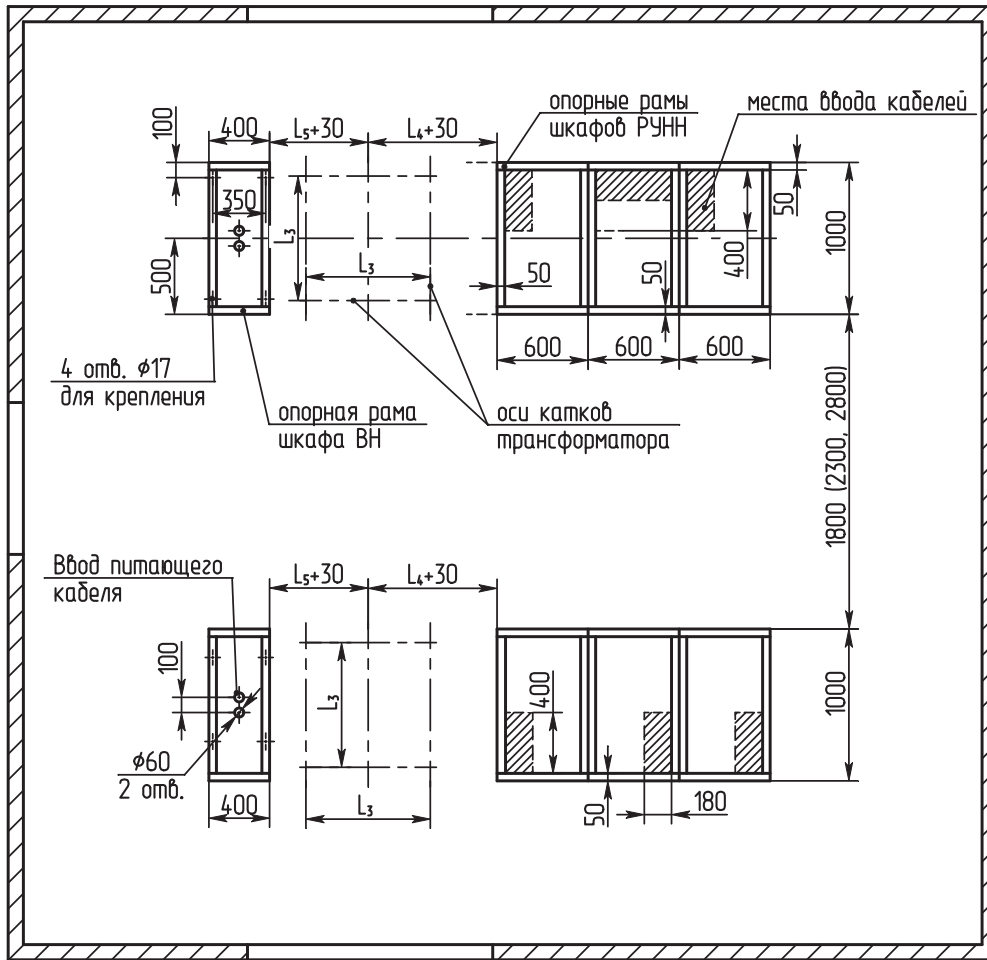 опорные рамы
шкафов РУНН
места ввода кабелей
100
400
L₅+30
L₄+30
350
L₃
L₃
500
50
50
400
50
1000
600
600
600
4 отв. ϕ17
для крепления
опорная рама
шкафа ВН
оси катков
трансформатора
1800 (2300, 2800)
Ввод питающего
кабеля
L₅+30
L₄+30
100
L₃
400
1000
ϕ60
2 отв.
400
L₃
50
180